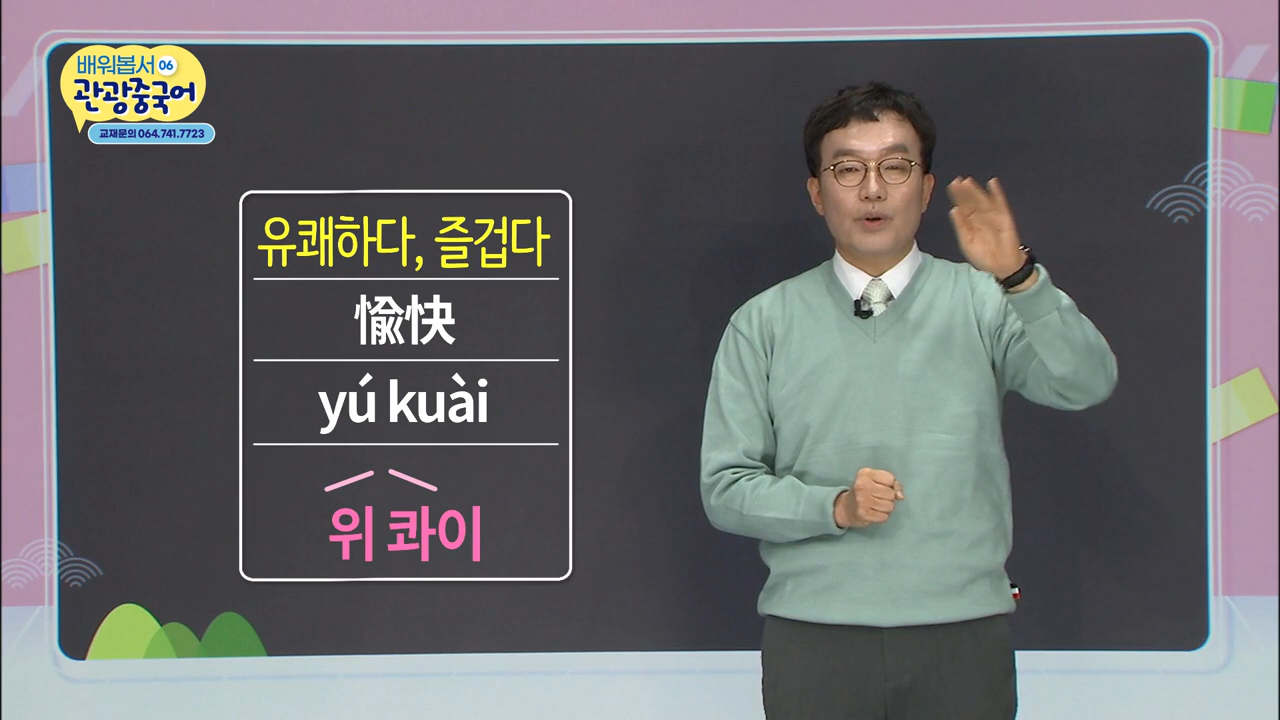 배워봅서 06
관광중국어
교재문의 064.741.7723
유쾌하다, 즐겁다
愉快
yú kuài
위 콰이